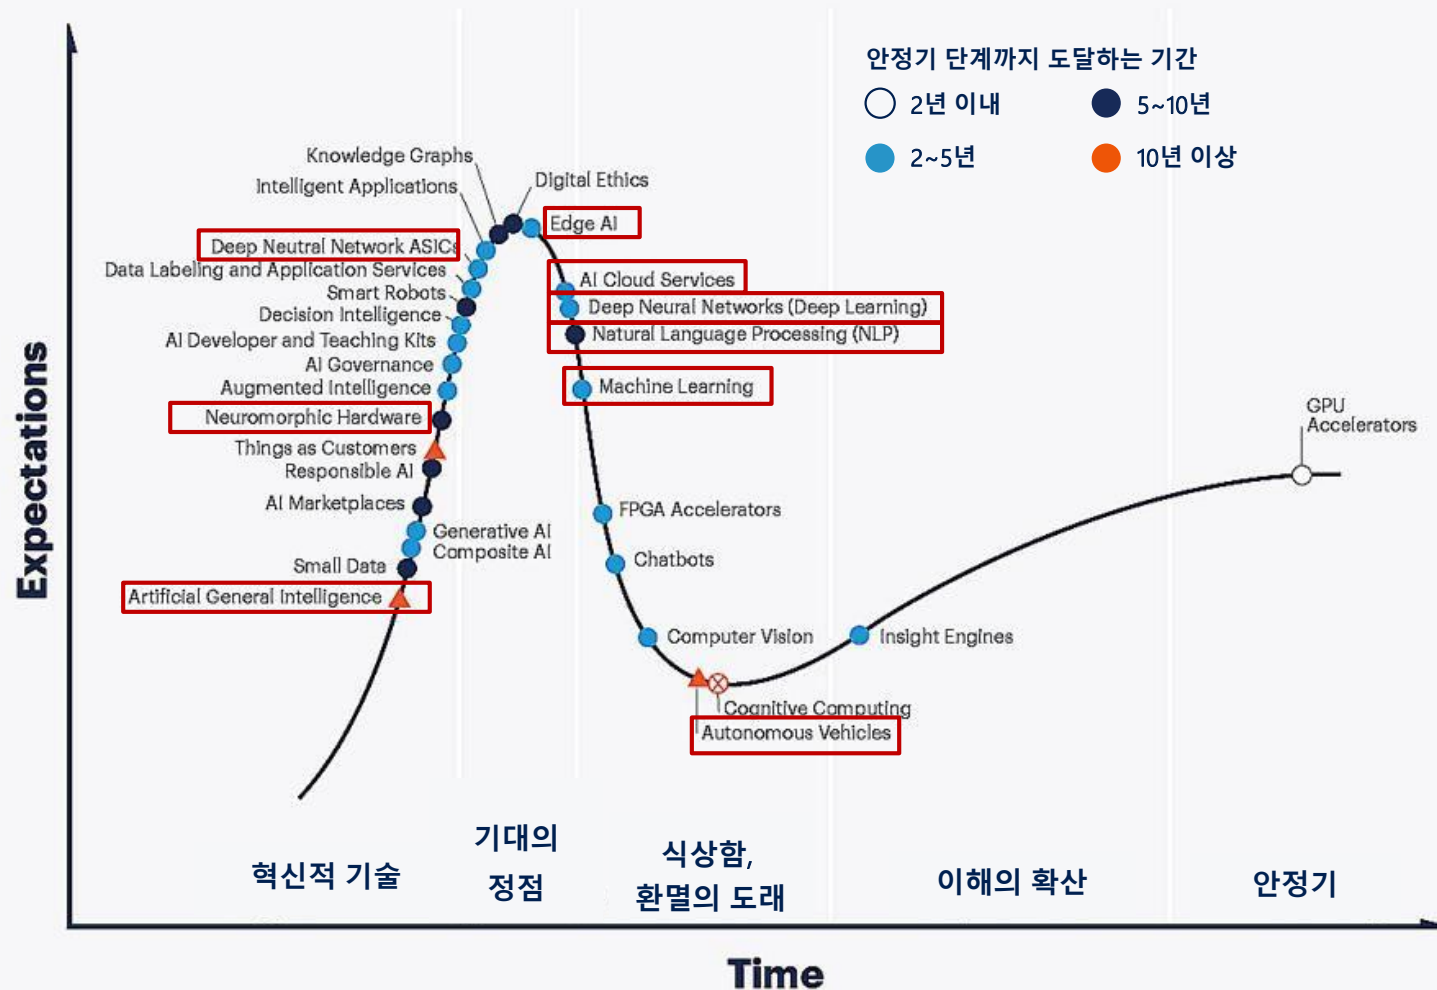 안정기 단계까지 도달하는 기간
2년 이내
5~10년
2~5년
10년 이상
Knowledge Graphs
Digital Ethics
Intelligent Applications
Edge AI
Deep Neutral Network ASICs
Data Labeling and Application Services
AI Cloud Services
Smart Robots
Deep Neural Networks (Deep Learning)
Decision Intelligence
Natural Language Processing (NLP)
AI Developer and Teaching Kits
AI Governance
Augmented Intelligence
Machine Learning
Neuromorphic Hardware
GPU
Accelerators
Things as Customers
Responsible AI
AI Marketplaces
FPGA Accelerators
Generative AI
Composite AI
Chatbots
Small Data
Artificial General Intelligence
Computer Vision
Insight Engines
Cognitive Computing
Autonomous Vehicles
Expectations
혁신적 기술
기대의
정점
식상함,
환멸의 도래
이해의 확산
안정기
Time